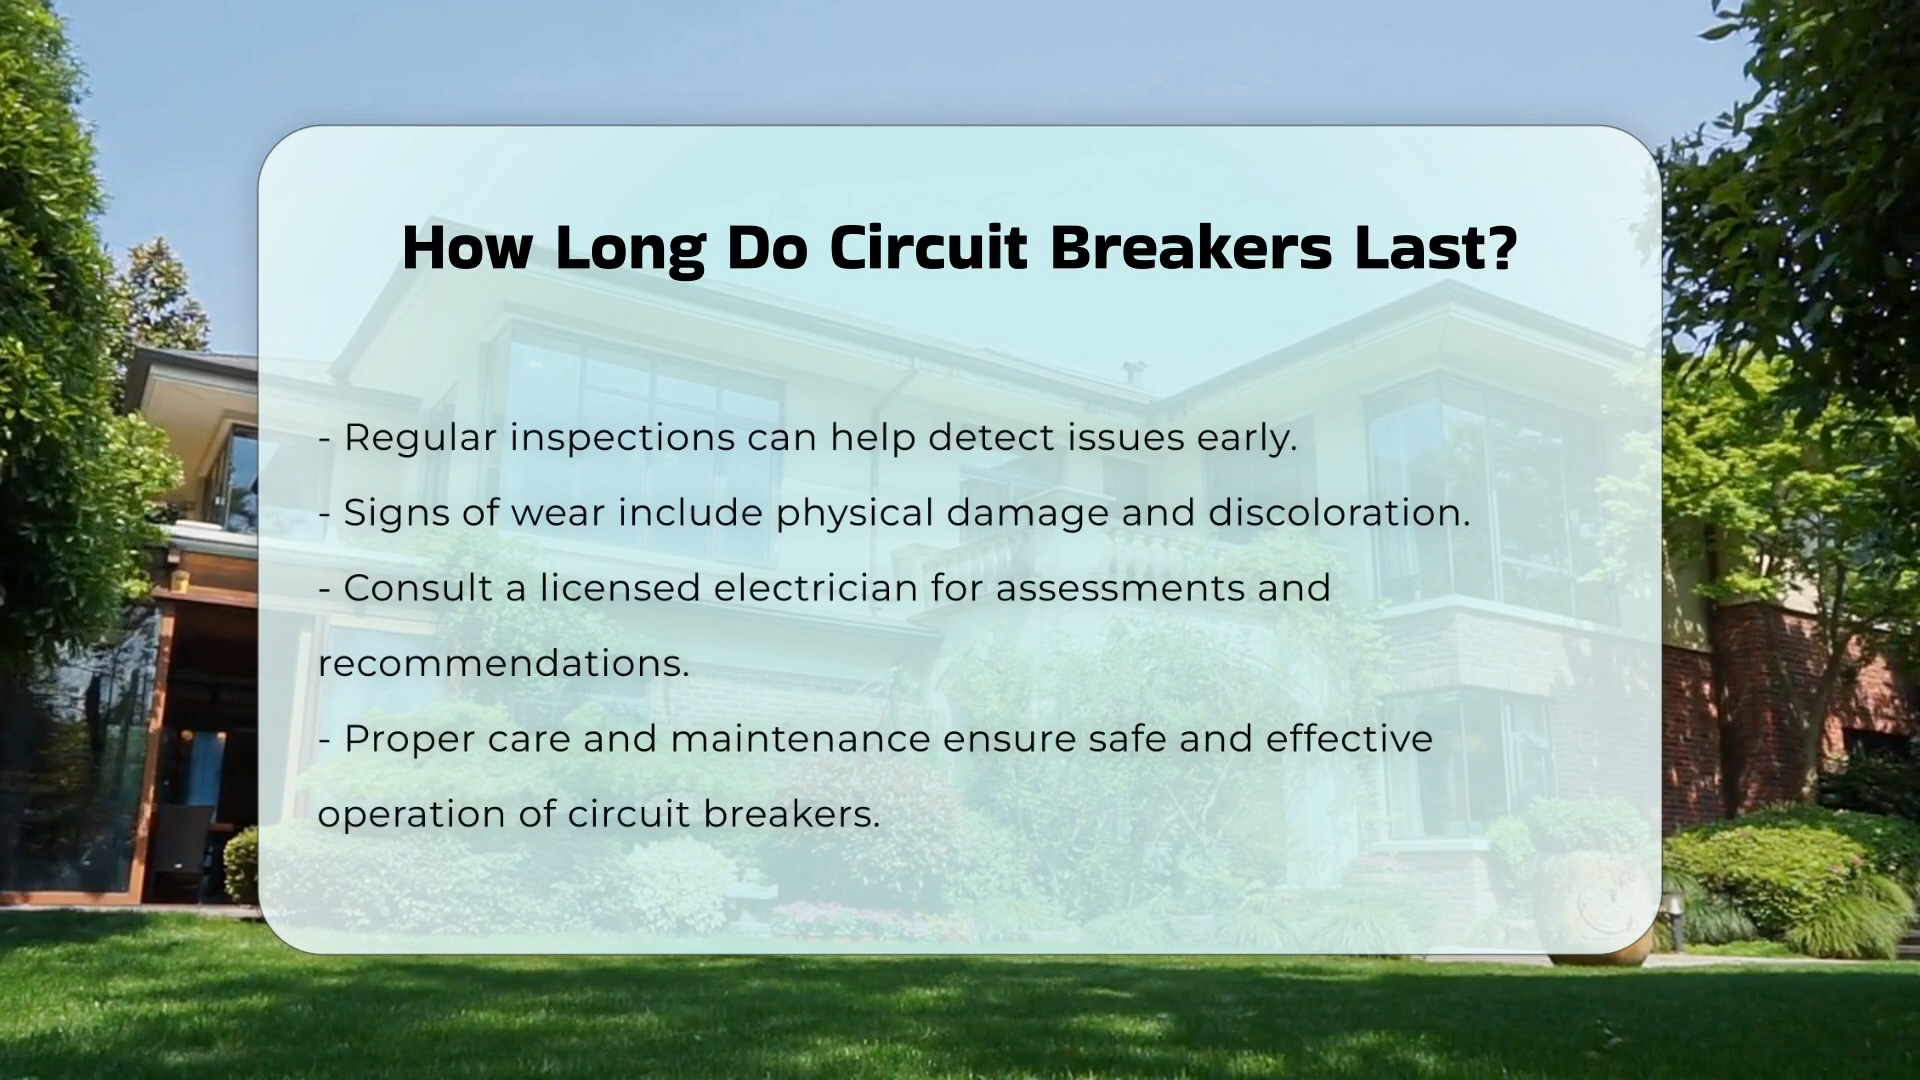 How Long Do Circuit Breakers Last?
- Regular inspections can help detect issues early.
- Signs of wear include physical damage and discoloration.
- Consult a licensed electrician for assessments and
recommendations.
- Proper care and maintenance ensure safe and effective
operation of circuit breakers.